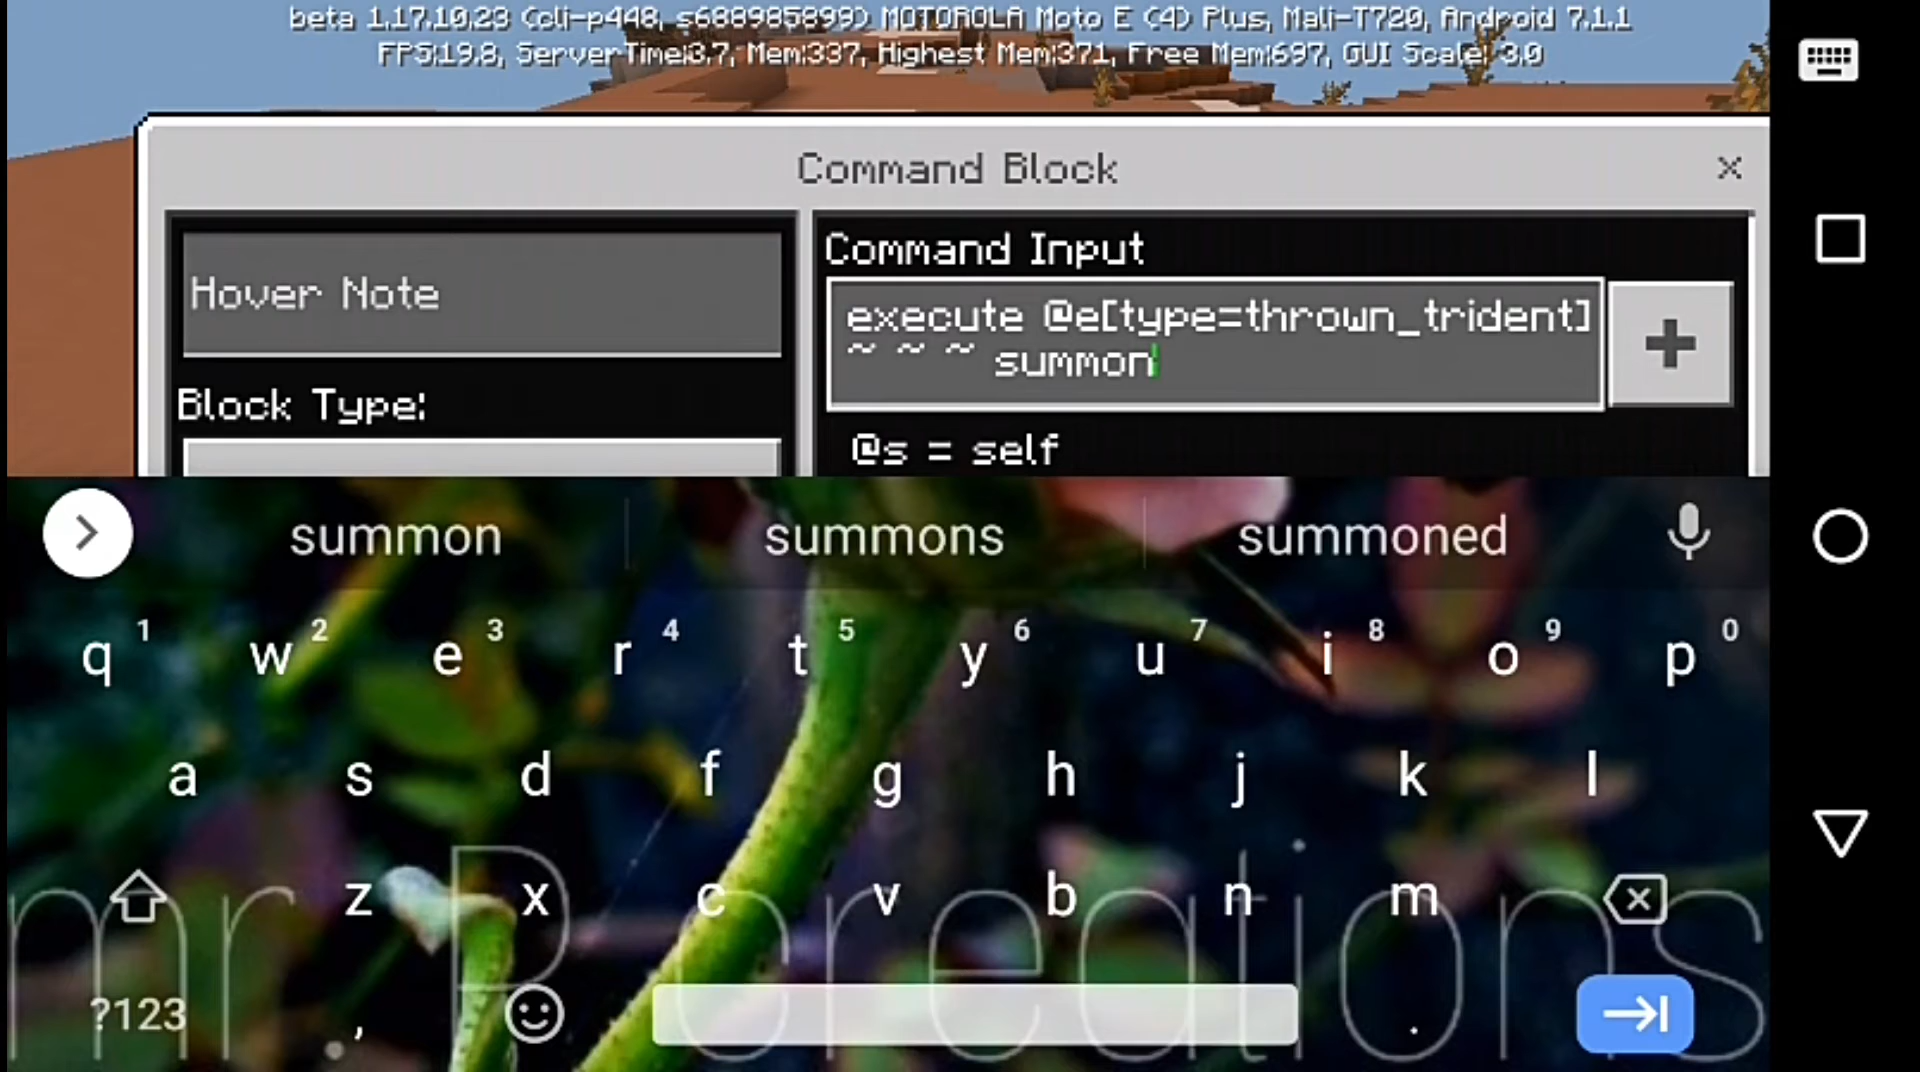 beta 1.17.10.23 (cli-p448, s688985899) MOTOROLA Moto E (4) Plus, Mali-T720, Android 7.1.1
FPS:19.8, ServerTime:3.7, Mem:337, Highest Mem:371, Free Mem:697, GUI Scale: 3.0
Command Block
Hover Note
Block Type:
Command Input
execute @e[type=thrown_trident]
~ ~ ~ summon
@s = self
summon summons summoned
q 1 w 2 e 3 r 4 t 5 y 6 u 7 i 8 o 9 p 0
a s d f g h j k l
z x c v b n m
mr. B creations
?123 , .